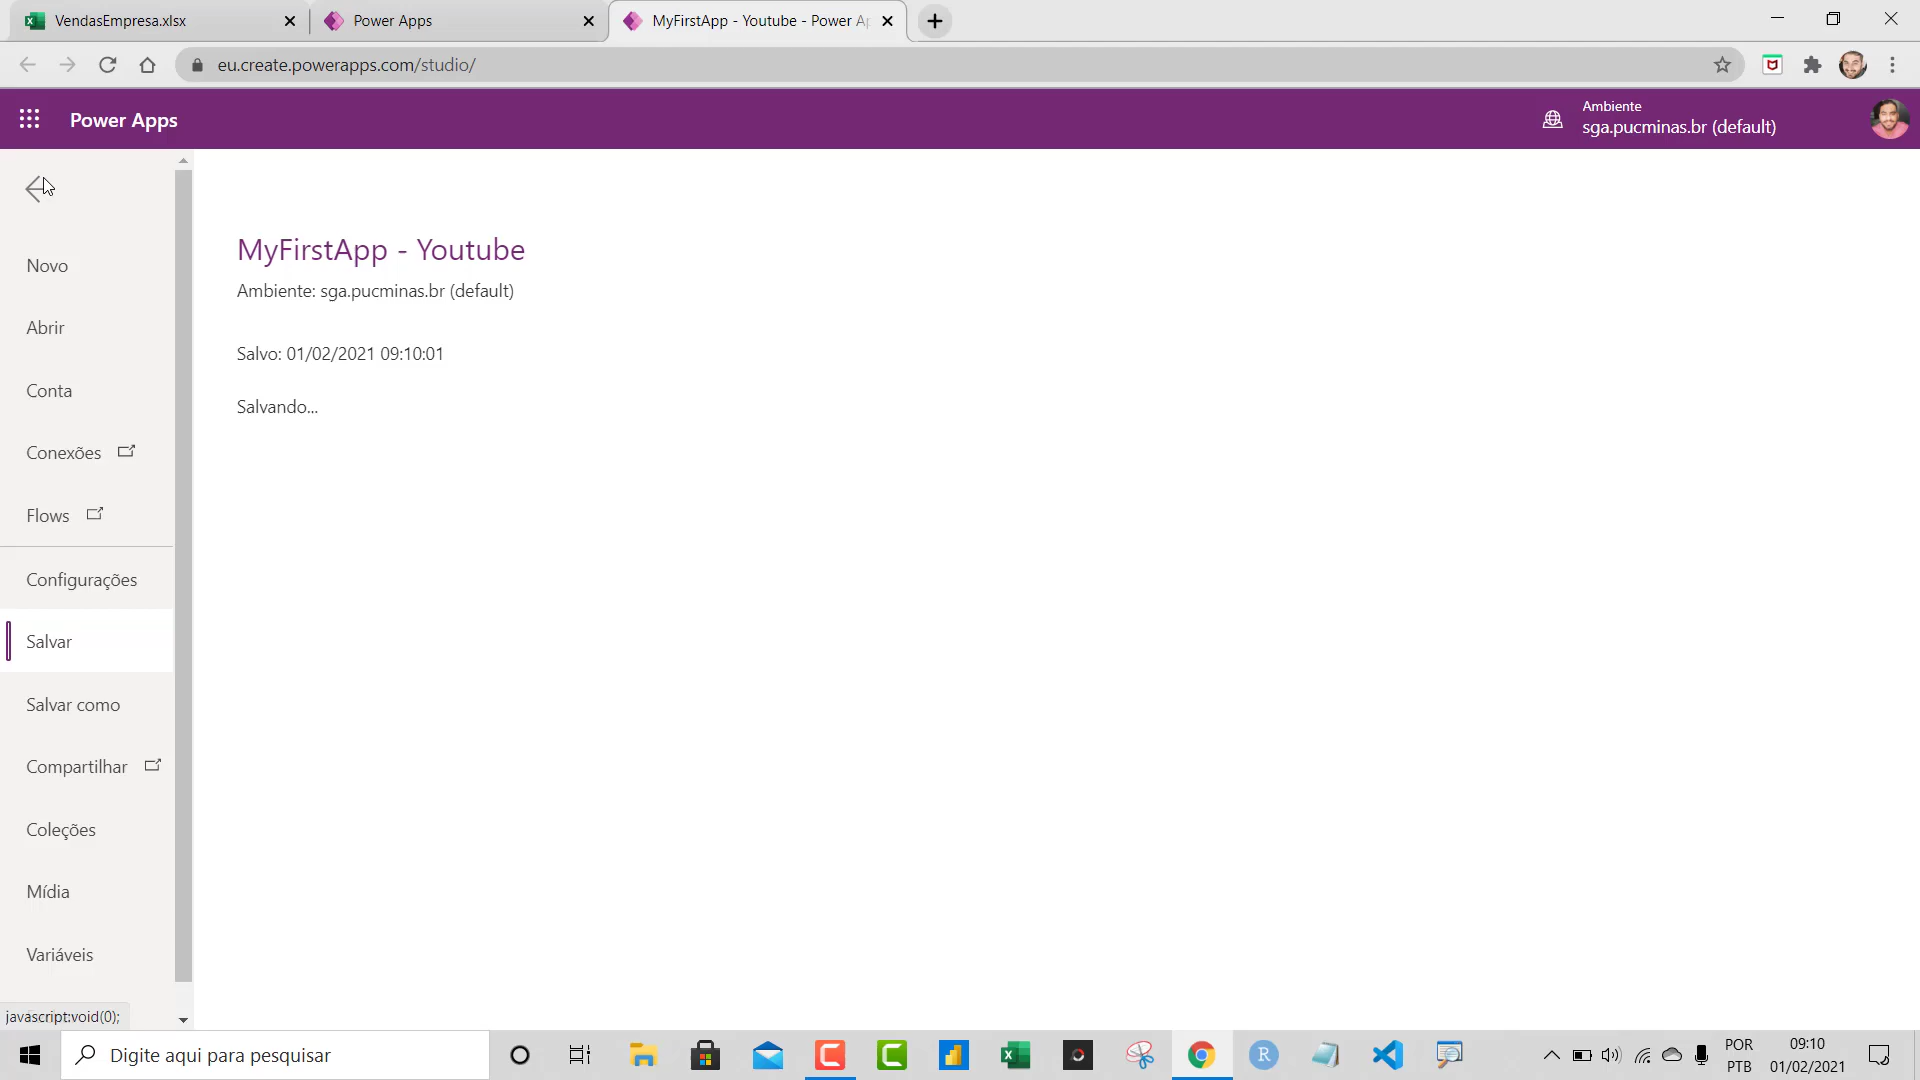 VendasEmpresa.xlsx
Power Apps
MyFirstApp - Youtube - Power Ap
eu.create.powerapps.com/studio/
Power Apps
Ambiente
sga.pucminas.br (default)
Novo
Abrir
Conta
Conexões
Flows
Configurações
Salvar
Salvar como
Compartilhar
Coleções
Mídia
Variáveis
MyFirstApp - Youtube
Ambiente: sga.pucminas.br (default)
Salvo: 01/02/2021 09:10:01
Salvando...
javascript:void(0);
Digite aqui para pesquisar
POR
PTB
09:10
01/02/2021